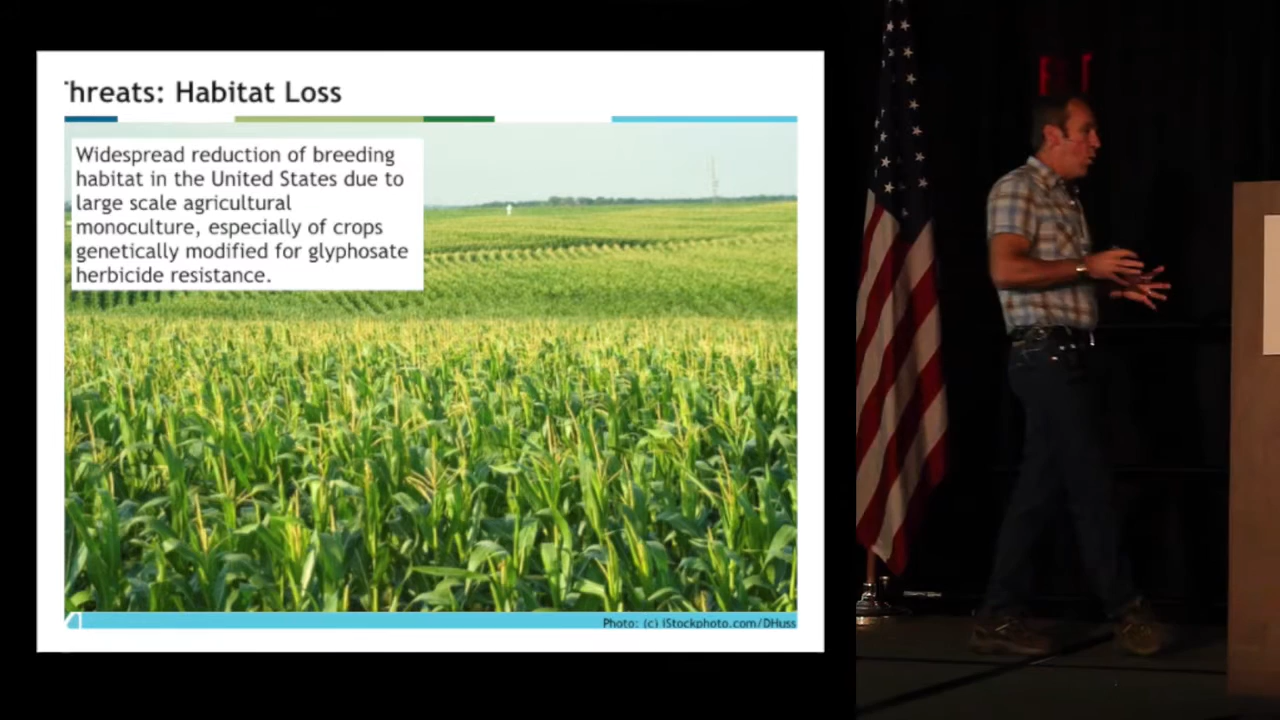 Threats: Habitat Loss
Widespread reduction of breeding
habitat in the United States due to
large scale agricultural
monoculture, especially of crops
genetically modified for glyphosate
herbicide resistance.
Photo: (c) iStockphoto.com/DHuss